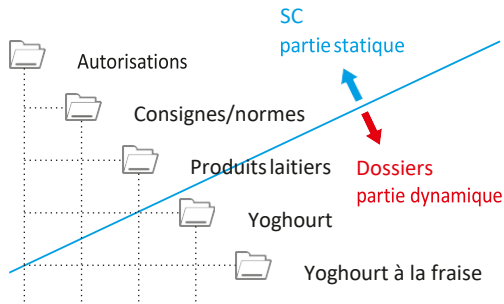 SC
partie statique
Autorisations
Consignes/normes
Produits laitiers
Dossiers
partie dynamique
Yoghourt
Yoghourt à la fraise